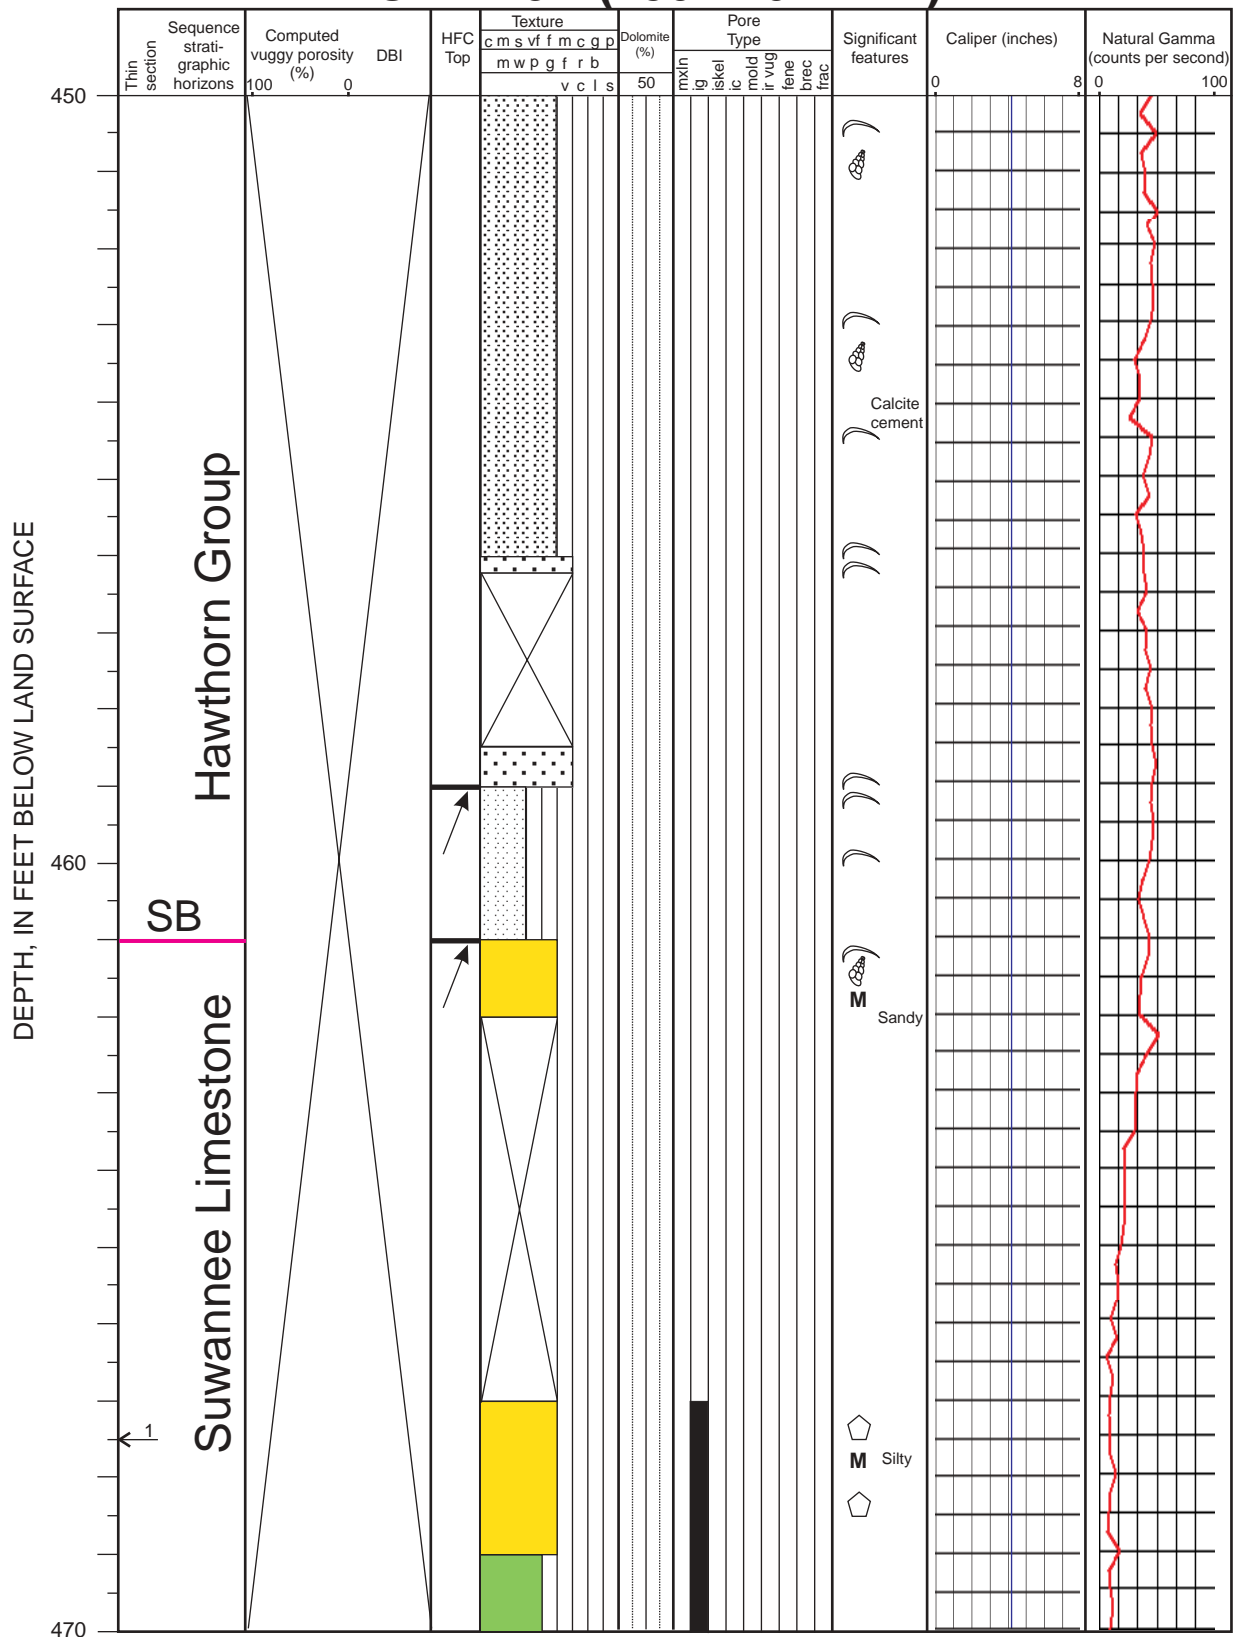 Thin section
Sequence strati-graphic horizons
Computed vuggy porosity (%)
100 0
DBI
HFC Top
Texture
c m s vf f m c g p
m w p g f r b
v c l s
Dolomite (%)
50
Pore Type
mxln
ig
iskel
ic
mold
ir vug
fene
brec
frac
Significant features
Caliper (inches)
0 8
Natural Gamma (counts per second)
0 100
DEPTH, IN FEET BELOW LAND SURFACE
450
460
470
Hawthorn Group
SB
Suwannee Limestone
1
Calcite cement
M
Sandy
M
Silty